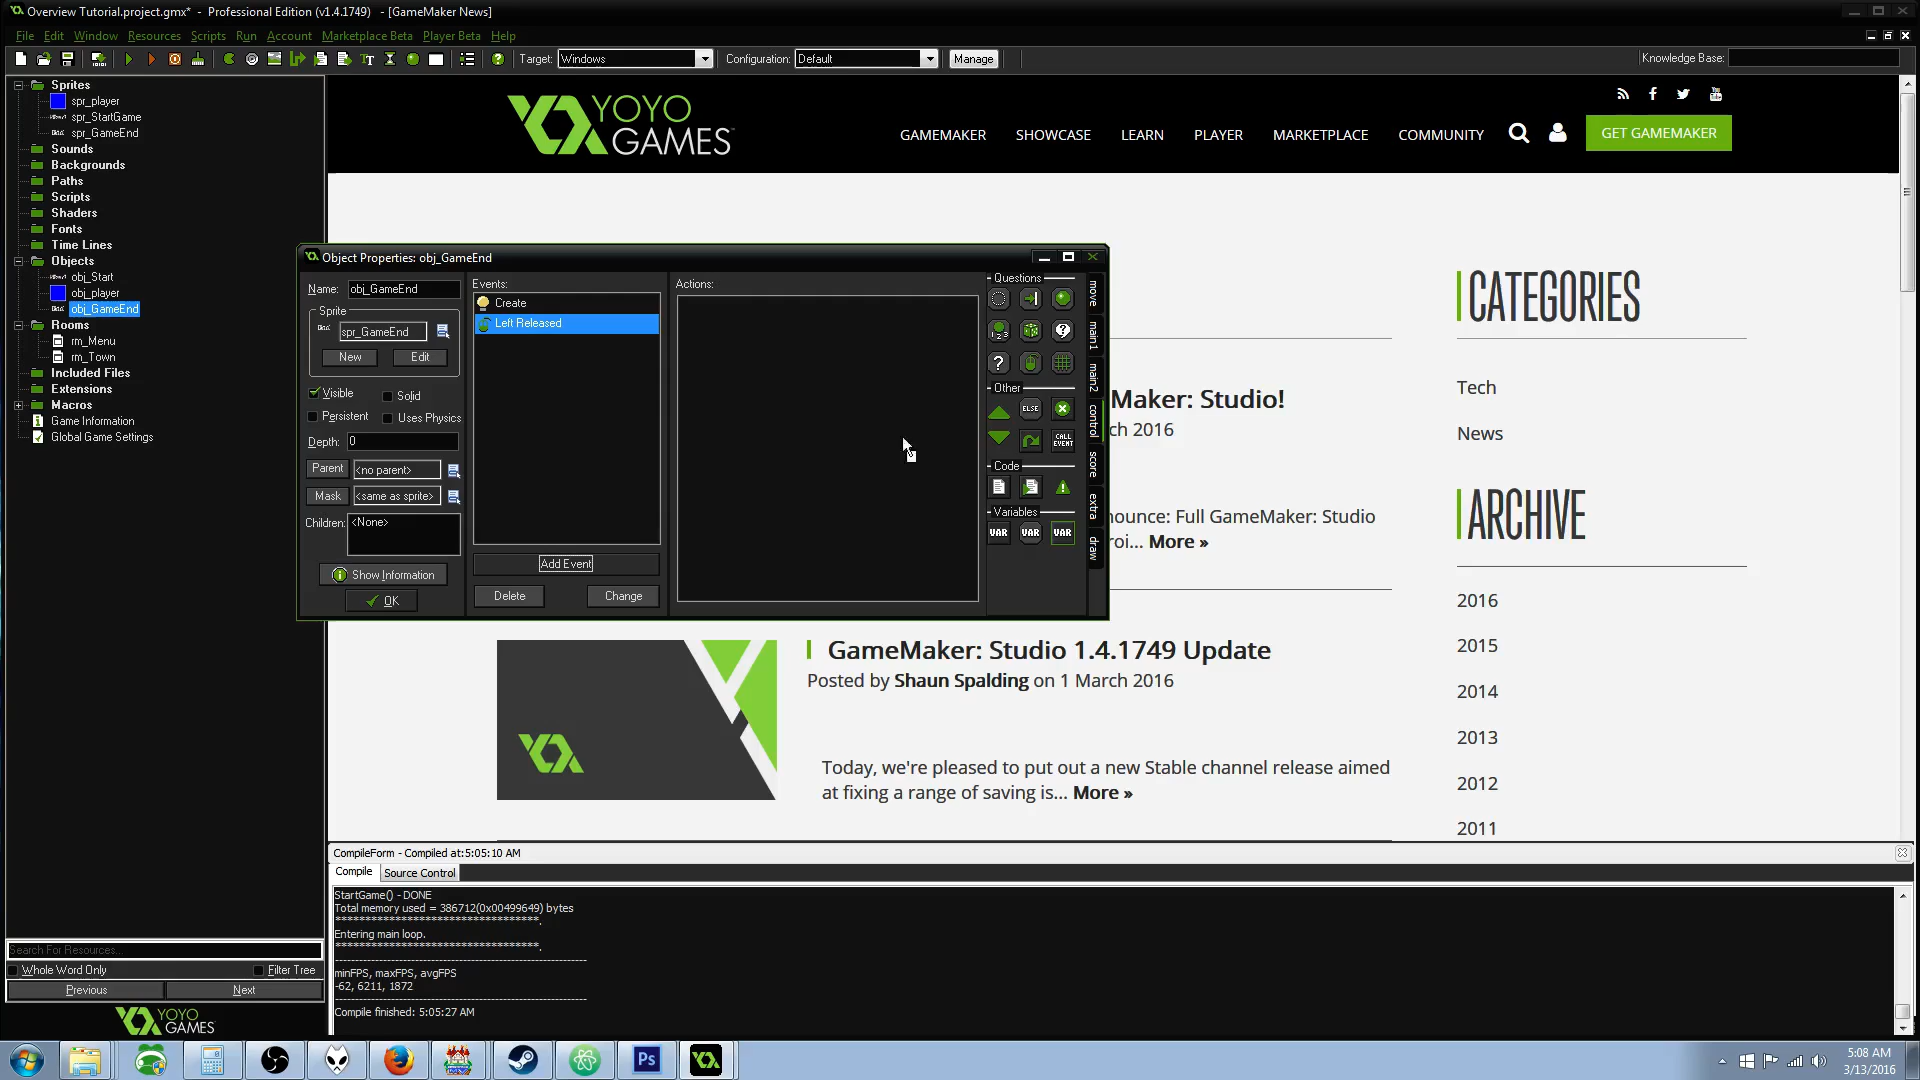 Overview Tutorial.project.gmx* - Professional Edition (v1.4.1749) - [GameMaker News]
File Edit Window Resources Scripts Run Account Marketplace Beta Player Beta Help
Target: Windows Configuration: Default Manage Knowledge Base:
Sprites
spr_player
spr_StartGame
spr_GameEnd
Sounds
Backgrounds
Paths
Scripts
Shaders
Fonts
Time Lines
Objects
obj_Start
obj_player
obj_GameEnd
Rooms
rm_Menu
rm_Town
Included Files
Extensions
Macros
Game Information
Global Game Settings
Search For Resources...
Whole Word Only Filter Tree
Previous Next
YOYO
GAMES
YOYO
GAMES
GAMEMAKER SHOWCASE LEARN PLAYER MARKETPLACE COMMUNITY GET GAMEMAKER
Object Properties: obj_GameEnd
Name: obj_GameEnd
Sprite
spr_GameEnd
New Edit
Visible Solid
Persistent Uses Physics
Depth: 0
Parent <no parent>
Mask <same as sprite>
Children: <None>
Show Information
OK
Events:
Create
Left Released
Add Event
Delete Change
Actions:
Questions
Other
ELSE
CALL
EVENT
Code
Variables
VAR VAR VAR
move
main1
main2
control
score
extra
draw
Maker: Studio!
ch 2016
ounce: Full GameMaker: Studio
roi... More »
GameMaker: Studio 1.4.1749 Update
Posted by Shaun Spalding on 1 March 2016
Today, we're pleased to put out a new Stable channel release aimed
at fixing a range of saving is... More »
CATEGORIES
Tech
News
ARCHIVE
2016
2015
2014
2013
2012
2011
CompileForm - Compiled at:5:05:10 AM
Compile Source Control
StartGame() - DONE
Total memory used = 386712(0x00499649) bytes
***********************************.
Entering main loop.
***********************************.
minFPS, maxFPS, avgFPS
-62, 6211, 1872
Compile finished: 5:05:27 AM
Ps
5:08 AM
3/13/2016